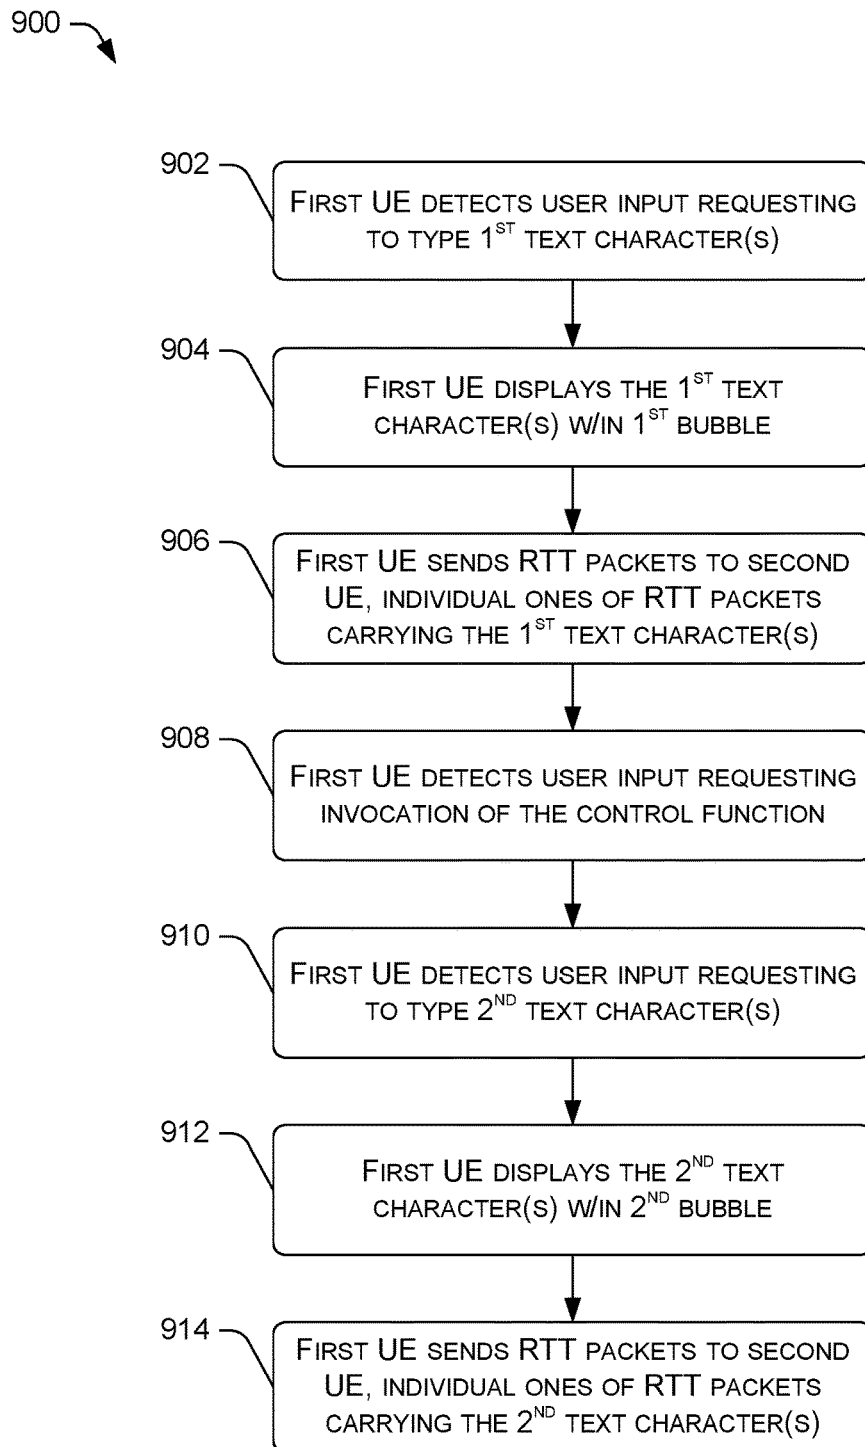 900
902
FIRST UE DETECTS USER INPUT REQUESTING
TO TYPE 1ST TEXT CHARACTER(S)
904
FIRST UE DISPLAYS THE 1ST TEXT
CHARACTER(S) W/IN 1ST BUBBLE
906
FIRST UE SENDS RTT PACKETS TO SECOND
UE, INDIVIDUAL ONES OF RTT PACKETS
CARRYING THE 1ST TEXT CHARACTER(S)
908
FIRST UE DETECTS USER INPUT REQUESTING
INVOCATION OF THE CONTROL FUNCTION
910
FIRST UE DETECTS USER INPUT REQUESTING
TO TYPE 2ND TEXT CHARACTER(S)
912
FIRST UE DISPLAYS THE 2ND TEXT
CHARACTER(S) W/IN 2ND BUBBLE
914
FIRST UE SENDS RTT PACKETS TO SECOND
UE, INDIVIDUAL ONES OF RTT PACKETS
CARRYING THE 2ND TEXT CHARACTER(S)